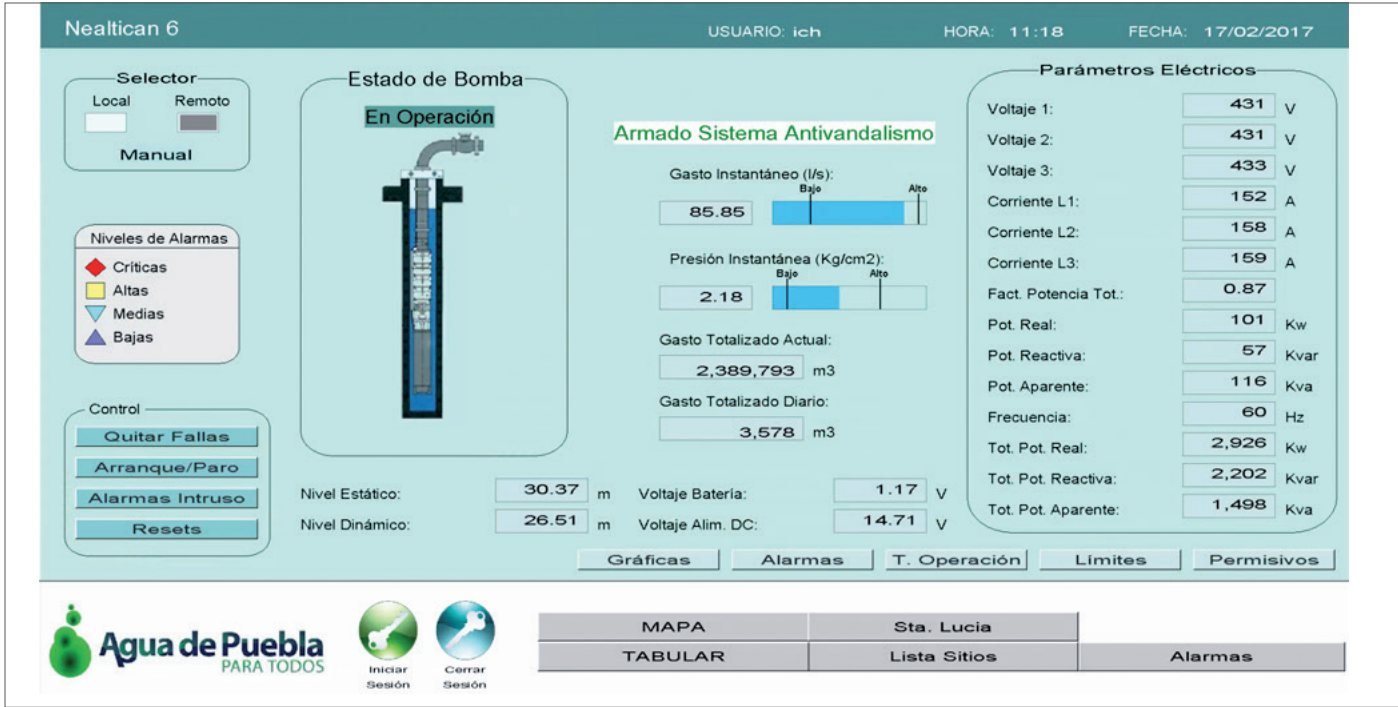 Nealtican 6
USUARIO: ich
HORA: 11:18
FECHA: 17/02/2017
Selector
Local Remoto
Manual
Niveles de Alarmas
Críticas
Altas
Medias
Bajas
Control
Quitar Fallas
Arranque/Paro
Alarmas Intruso
Resets
Estado de Bomba
En Operación
Armado Sistema Antivandalismo
Gasto Instantáneo (l/s):
Bajo Alto
85.85
Presión Instantánea (Kg/cm2):
Bajo Alto
2.18
Gasto Totalizado Actual:
2,389,793 m3
Gasto Totalizado Diario:
3,578 m3
Nivel Estático: 30.37 m
Nivel Dinámico: 26.51 m
Voltaje Batería: 1.17 V
Voltaje Alim. DC: 14.71 V
Parámetros Eléctricos
Voltaje 1: 431 V
Voltaje 2: 431 V
Voltaje 3: 433 V
Corriente L1: 152 A
Corriente L2: 158 A
Corriente L3: 159 A
Fact. Potencia Tot.: 0.87
Pot. Real: 101 Kw
Pot. Reactiva: 57 Kvar
Pot. Aparente: 116 Kva
Frecuencia: 60 Hz
Tot. Pot. Real: 2,926 Kw
Tot. Pot. Reactiva: 2,202 Kvar
Tot. Pot. Aparente: 1,498 Kva
Gráficas Alarmas T. Operación Límites Permisivos
Agua de Puebla
PARA TODOS
Iniciar
Sesión
Cerrar
Sesión
MAPA Sta. Lucia
TABULAR Lista Sitios Alarmas